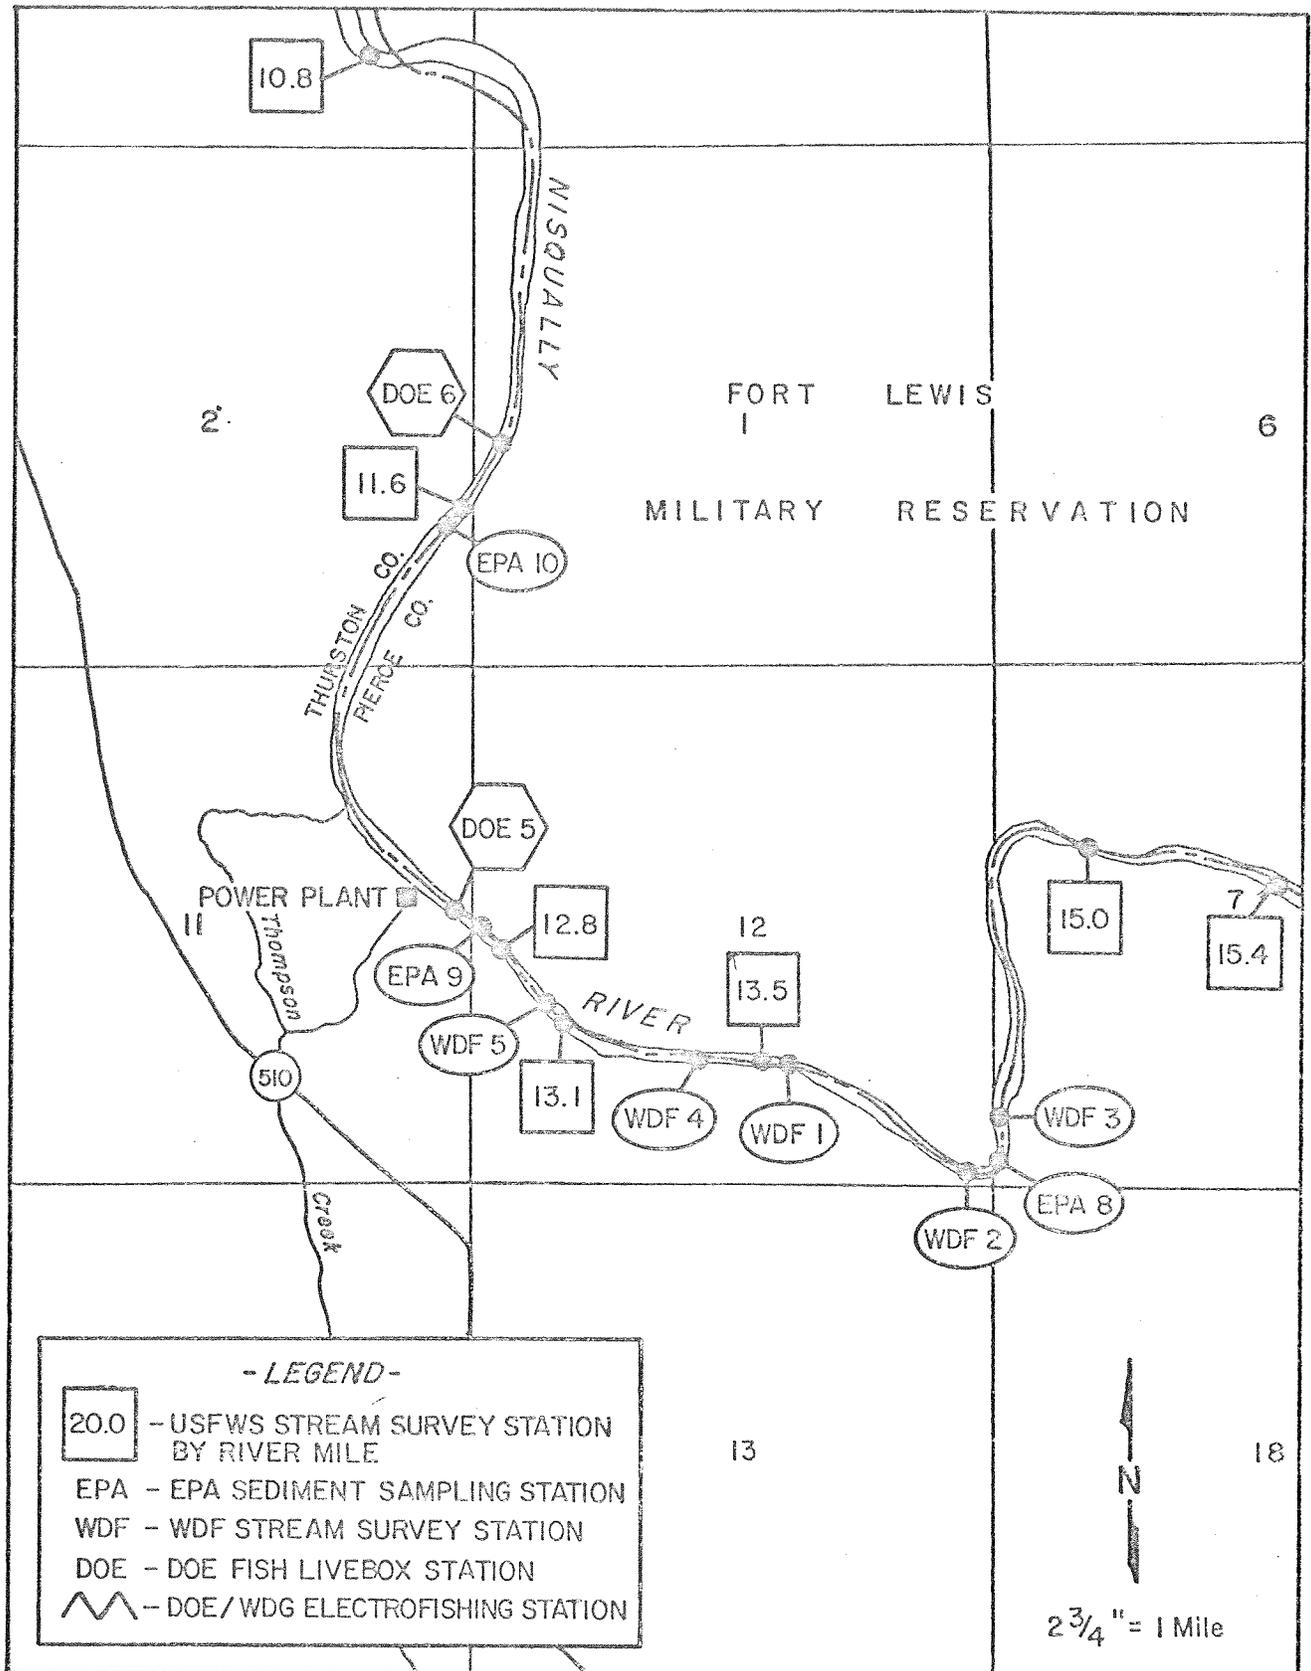 10.8
NISQUALLY
DOE 6
FORT LEWIS
2
1
6
11.6
MILITARY RESERVATION
EPA 10
THURSTON CO.
PIERCE CO.
DOE 5
POWER PLANT
11
Thompson
12.8
12
15.0
7
15.4
EPA 9
13.5
RIVER
WDF 5
13.1
510
WDF 4
WDF 1
WDF 3
EPA 8
WDF 2
Creek
-LEGEND-
20.0 - USFWS STREAM SURVEY STATION
BY RIVER MILE
EPA - EPA SEDIMENT SAMPLING STATION
WDF - WDF STREAM SURVEY STATION
DOE - DOE FISH LIVEBOX STATION
- DOE/WDG ELECTROFISHING STATION
13
18
N
2 3/4" = 1 Mile